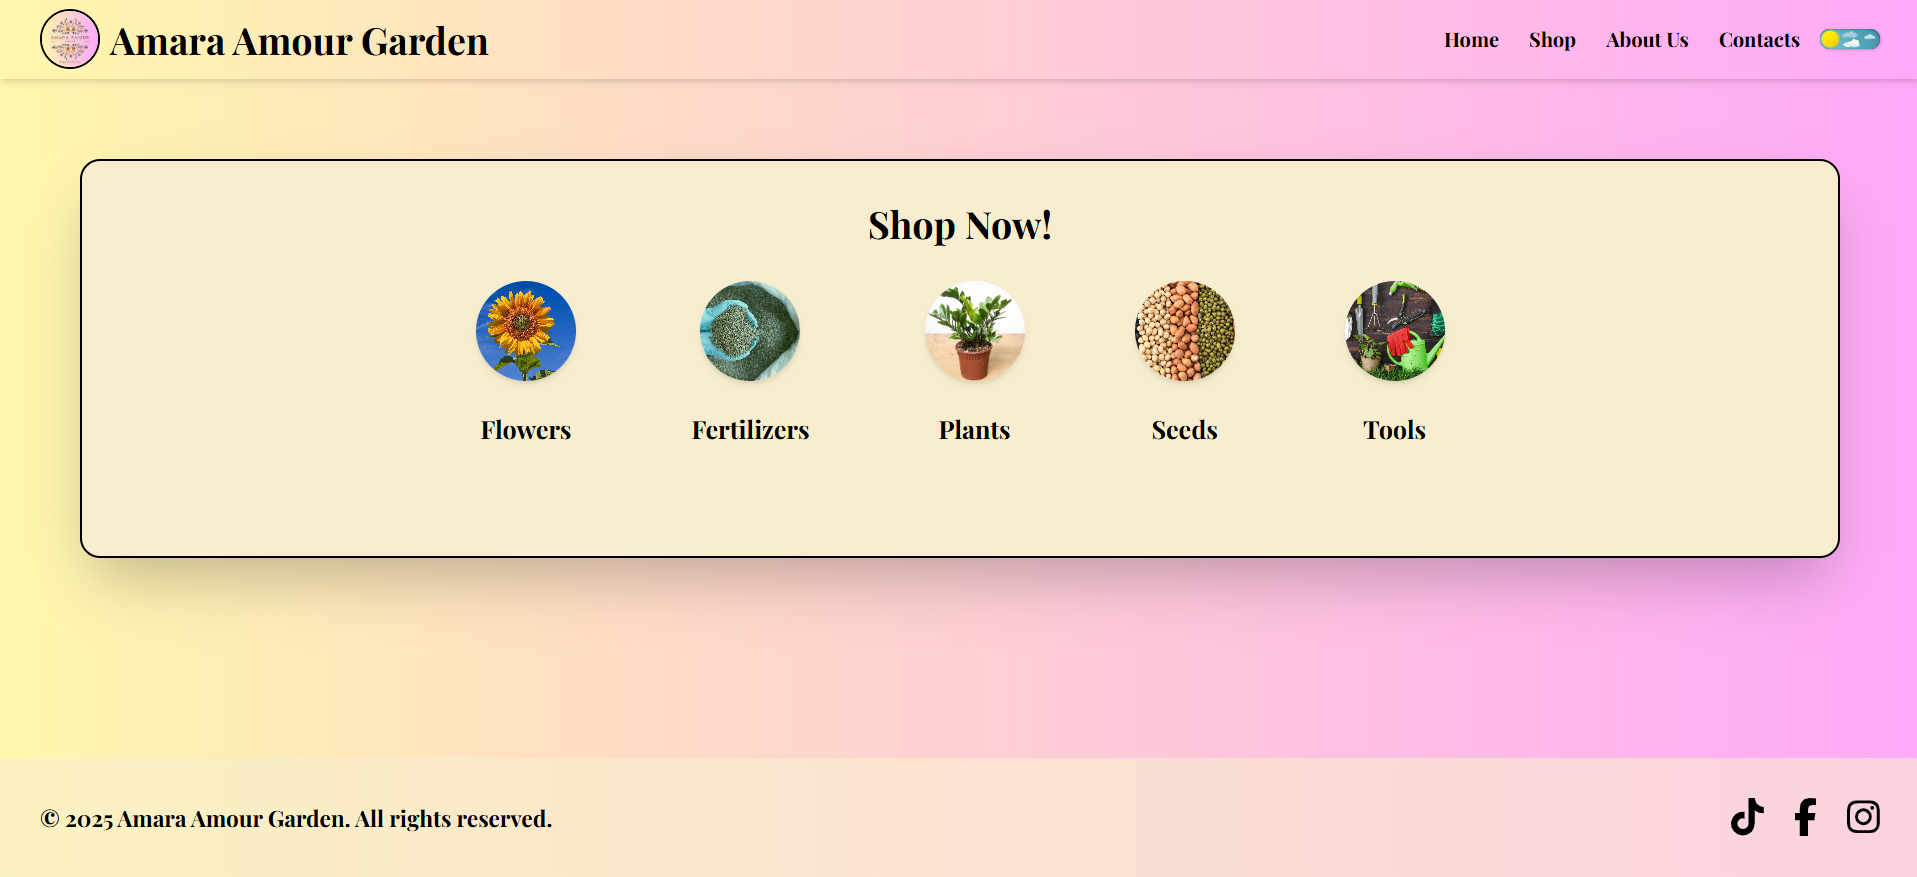 Amara Amour Garden
Home Shop About Us Contacts
Shop Now!
Flowers Fertilizers Plants Seeds Tools
© 2025 Amara Amour Garden. All rights reserved.